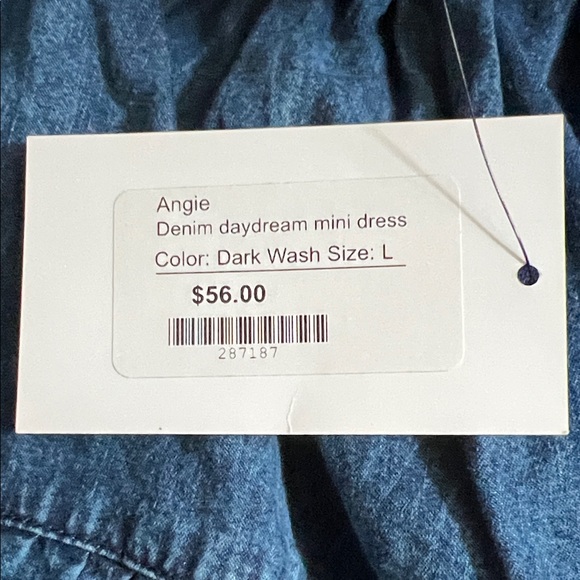 Angie
Denim daydream mini dress
Color: Dark Wash Size: L
$56.00
287187